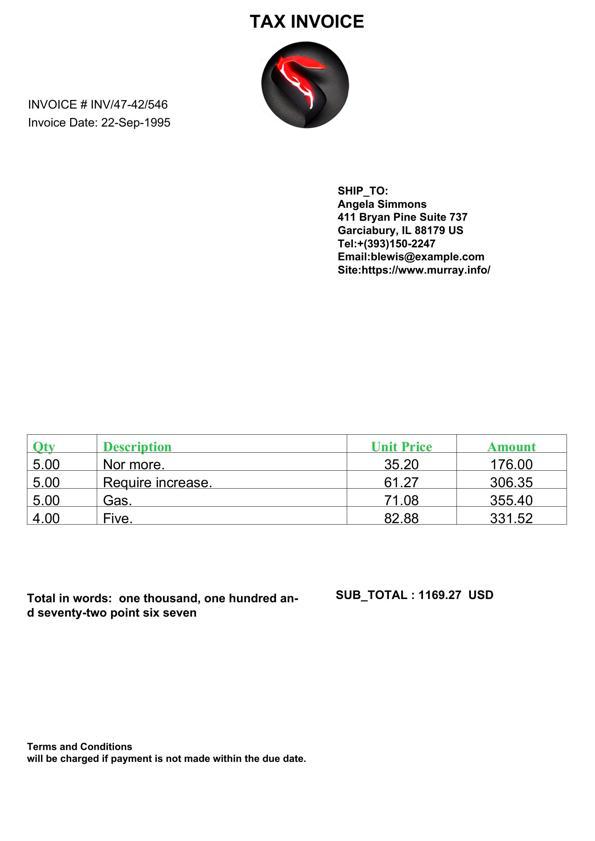 TAX INVOICE
INVOICE # INV/47-42/546
Invoice Date: 22-Sep-1995
SHIP_TO:
Angela Simmons
411 Bryan Pine Suite 737
Garciabury, IL 88179 US
Tel:+(393)150-2247
Email:blewis@example.com
Site:https://www.murray.info/
Qty Description Unit Price Amount
5.00 Nor more. 35.20 176.00
5.00 Require increase. 61.27 306.35
5.00 Gas. 71.08 355.40
4.00 Five. 82.88 331.52
Total in words:  one thousand, one hundred an-
d seventy-two point six seven
SUB_TOTAL : 1169.27  USD
Terms and Conditions
will be charged if payment is not made within the due date.